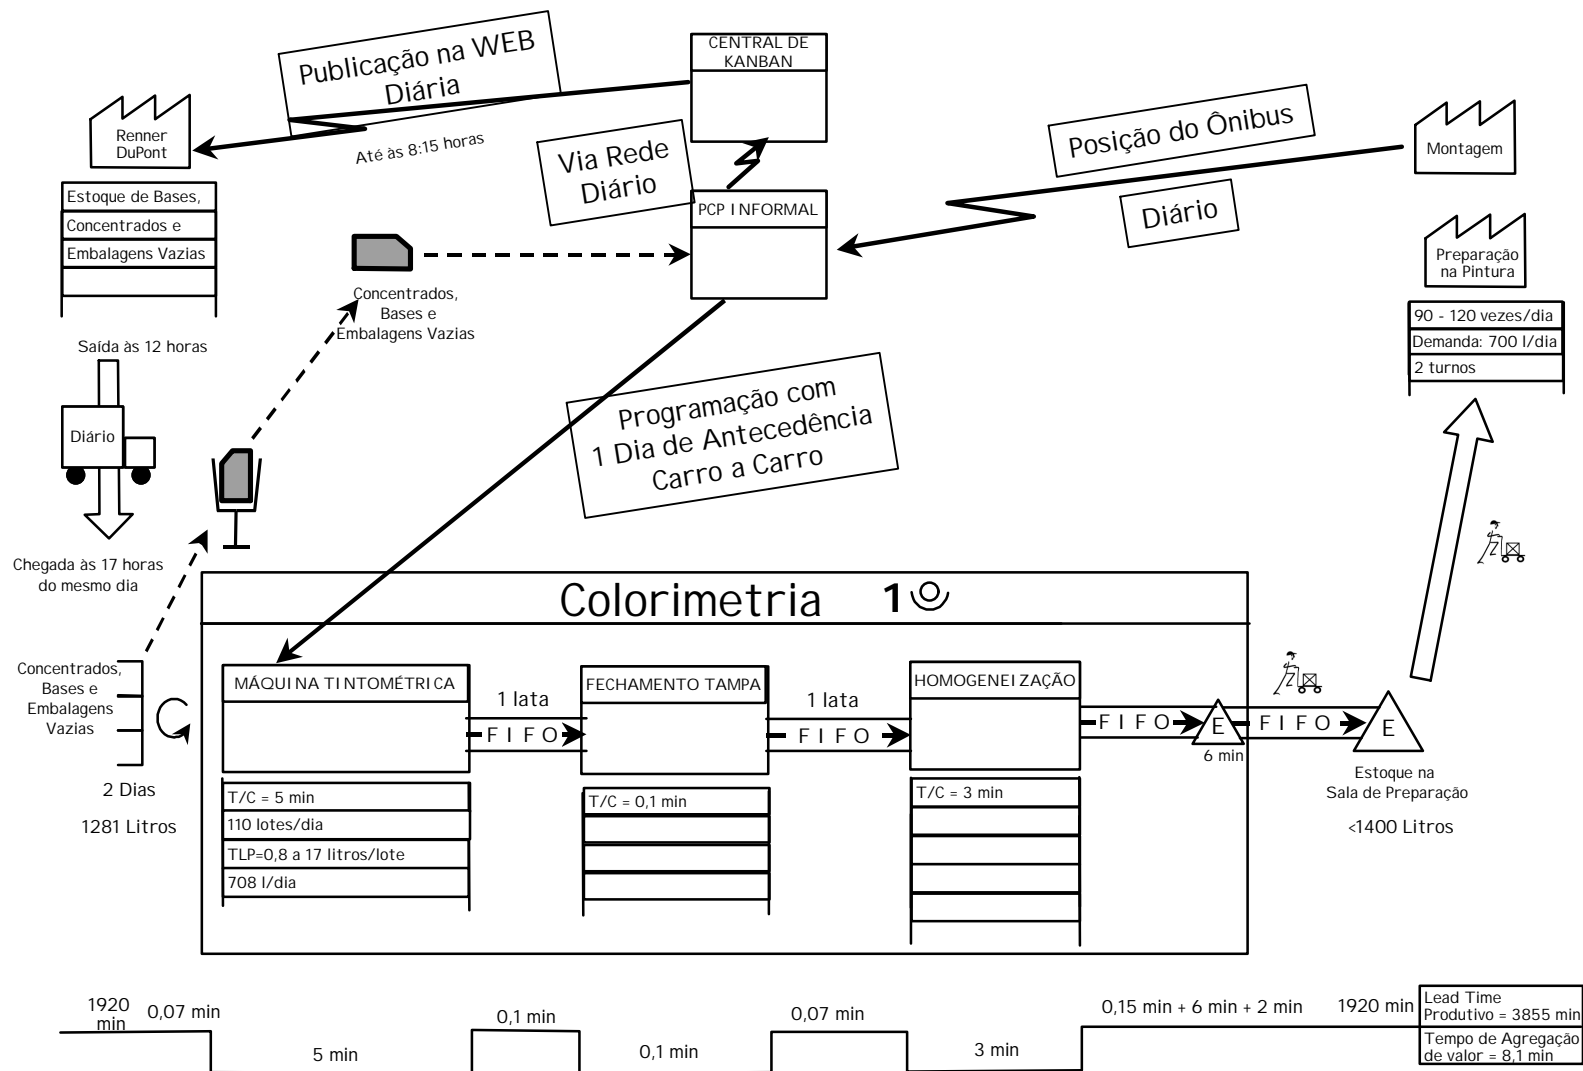 Publicação na WEB
Diária
CENTRAL DE
KANBAN
Renner
DuPont
Até às 8:15 horas
Via Rede
Diário
Posição do Ônibus
Diário
Montagem
Estoque de Bases,
Concentrados e
Embalagens Vazias
PCP INFORMAL
Preparação
na Pintura
Concentrados,
Bases e
Embalagens Vazias
90 - 120 vezes/dia
Demanda: 700 l/dia
2 turnos
Saída às 12 horas
Diário
Programação com
1 Dia de Antecedência
Carro a Carro
Chegada às 17 horas
do mesmo dia
Colorimetria 1
Concentrados,
Bases e
Embalagens
Vazias
2 Dias
1281 Litros
MÁQUINA TINTOMÉTRICA
1 lata
FIFO
FECHAMENTO TAMPA
1 lata
FIFO
HOMOGENEIZAÇÃO
FIFO
E
6 min
FIFO
E
Estoque na
Sala de Preparação
<1400 Litros
T/C = 5 min
110 lotes/dia
TLP=0,8 a 17 litros/lote
708 l/dia
T/C = 0,1 min
T/C = 3 min
1920
min
0,07 min
5 min
0,1 min
0,1 min
0,07 min
3 min
0,15 min + 6 min + 2 min
1920 min
Lead Time
Produtivo = 3855 min
Tempo de Agregação
de valor = 8,1 min